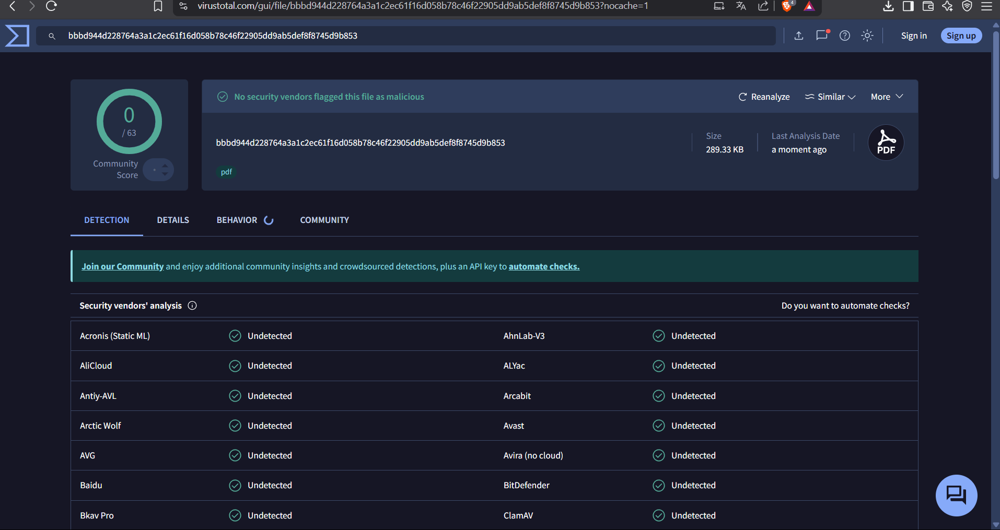 virustotal.com/gui/file/bbbd944d228764a3a1c2ec61f16d058b78c46f22905dd9ab5def8f8745d9b853?nocache=1
4
bbbd944d228764a3a1c2ec61f16d058b78c46f22905dd9ab5def8f8745d9b853
Sign in
Sign up
0
/ 63
Community
Score
No security vendors flagged this file as malicious
Reanalyze
Similar
More
bbbd944d228764a3a1c2ec61f16d058b78c46f22905dd9ab5def8f8745d9b853
pdf
Size
289.33 KB
Last Analysis Date
a moment ago
PDF
DETECTION
DETAILS
BEHAVIOR
COMMUNITY
Join our Community and enjoy additional community insights and crowdsourced detections, plus an API key to automate checks.
Security vendors' analysis
Do you want to automate checks?
Acronis (Static ML) Undetected AhnLab-V3 Undetected
AliCloud Undetected ALYac Undetected
Antiy-AVL Undetected Arcabit Undetected
Arctic Wolf Undetected Avast Undetected
AVG Undetected Avira (no cloud) Undetected
Baidu Undetected BitDefender Undetected
Bkav Pro Undetected ClamAV Undetected